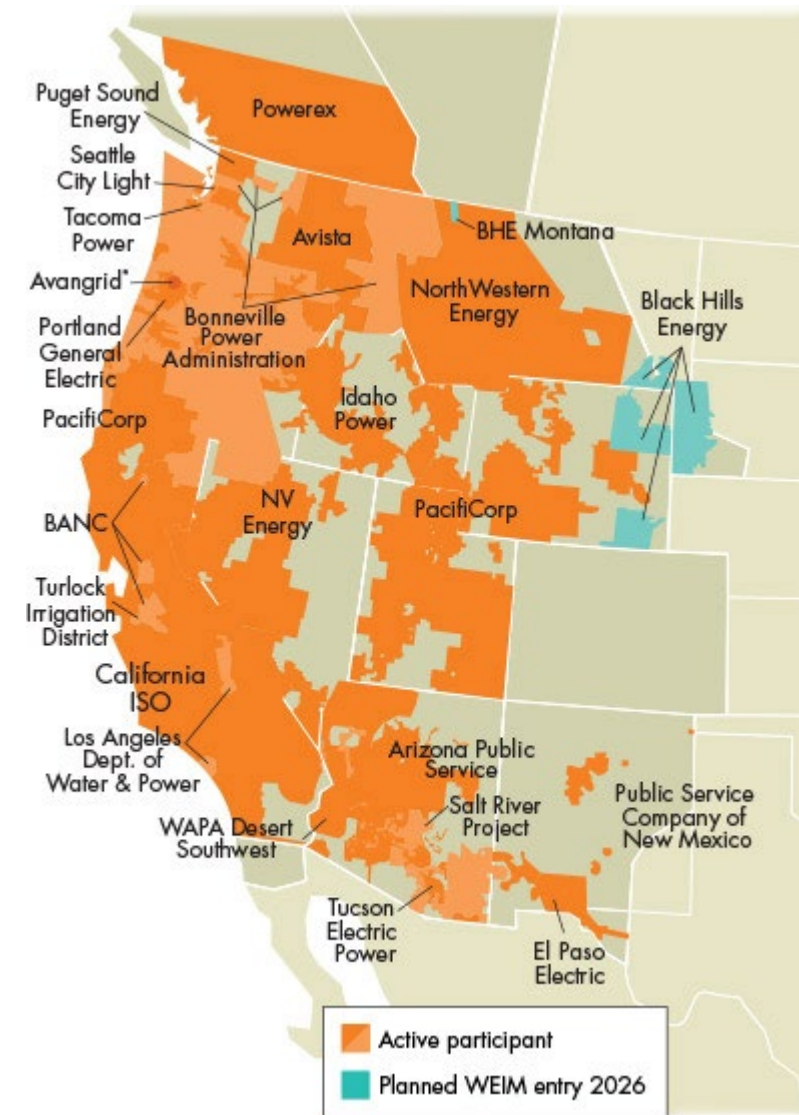 Powerex
Puget Sound
Energy
Seattle
City Light
Tacoma
Power
Avista
BHE Montana
Avangrid*
NorthWestern
Energy
Black Hills
Energy
Portland
General
Electric
Bonneville
Power
Administration
PacifiCorp
Idaho
Power
BANC
NV
Energy
PacifiCorp
Turlock
Irrigation
District
California
ISO
Los Angeles
Dept. of
Water & Power
Arizona Public
Service
Salt River
Project
Public Service
Company of
New Mexico
WAPA Desert
Southwest
Tucson
Electric
Power
El Paso
Electric
Active participant
Planned WEIM entry 2026